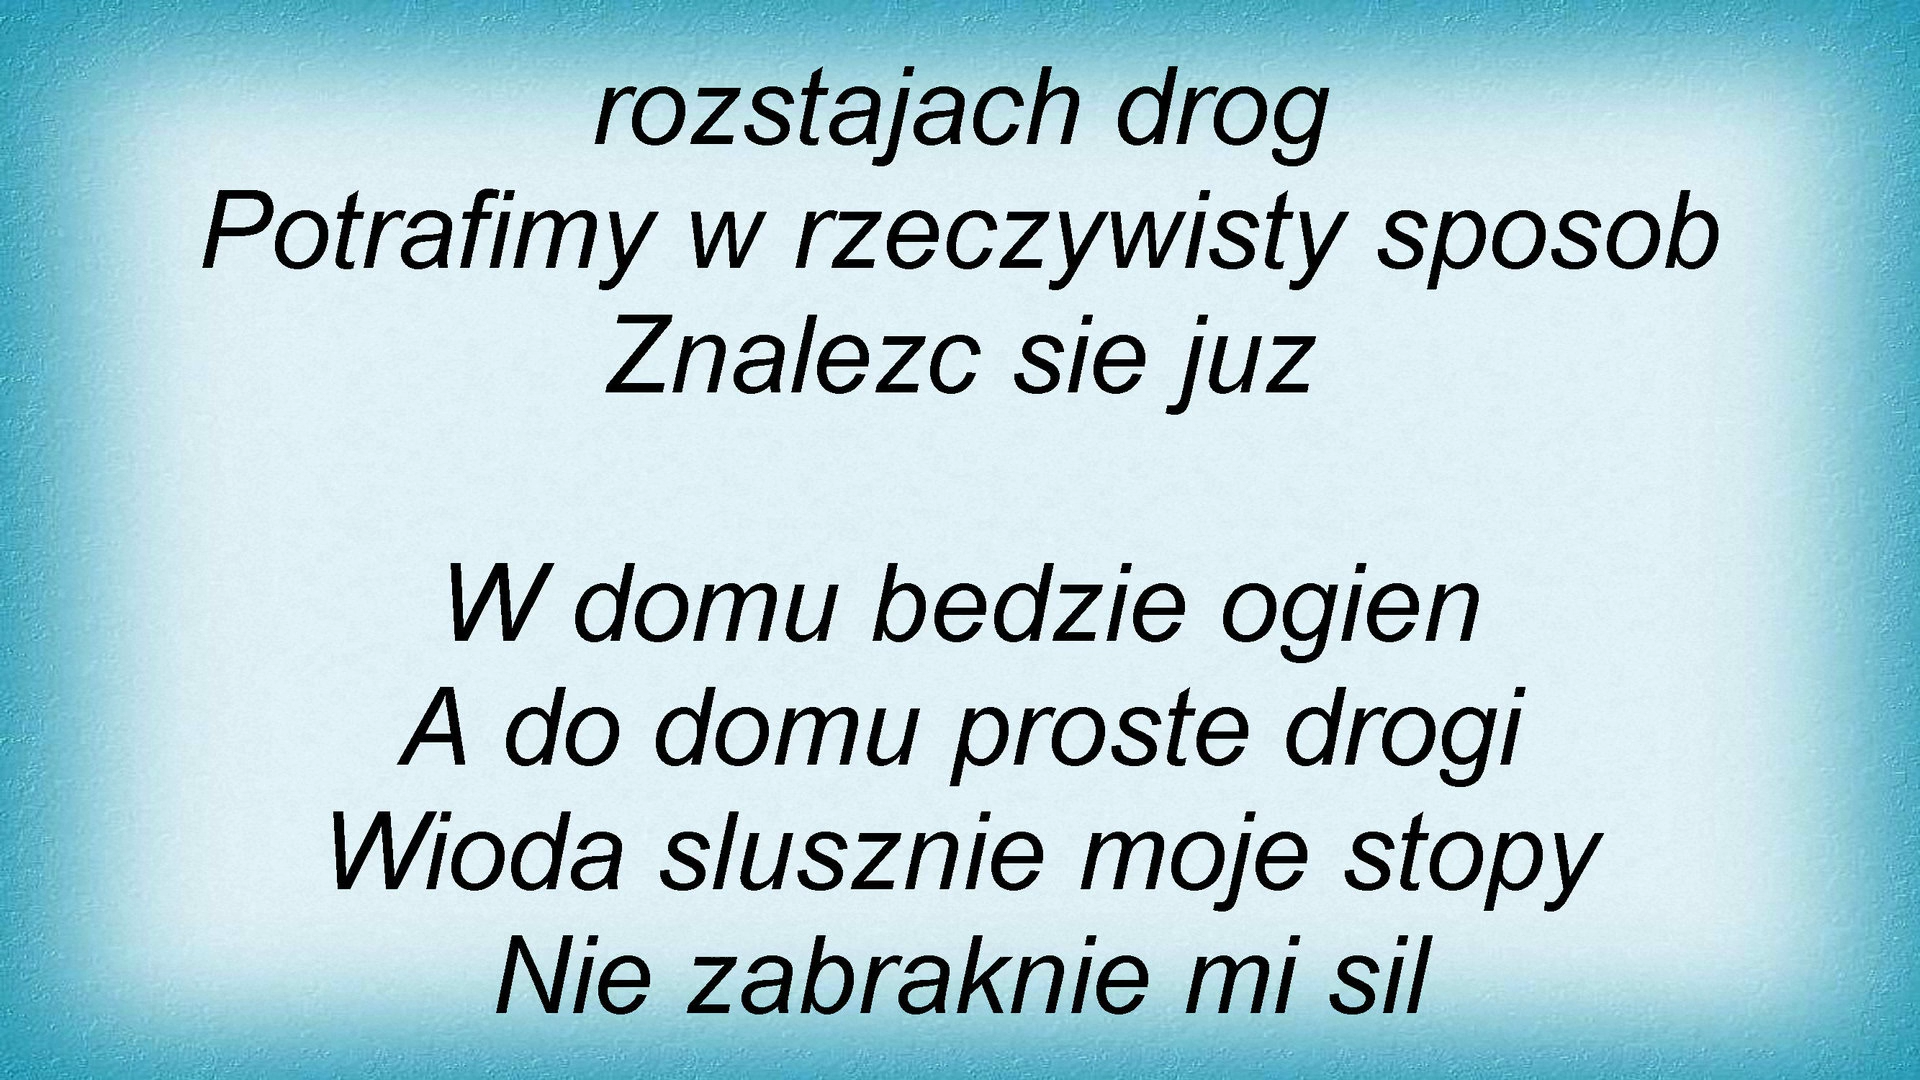 rozstajach drog
Potrafimy w rzeczywisty sposob
Znalezc sie juz
W domu bedzie ogien
A do domu proste drogi
Wioda slusznie moje stopy
Nie zabraknie mi sil